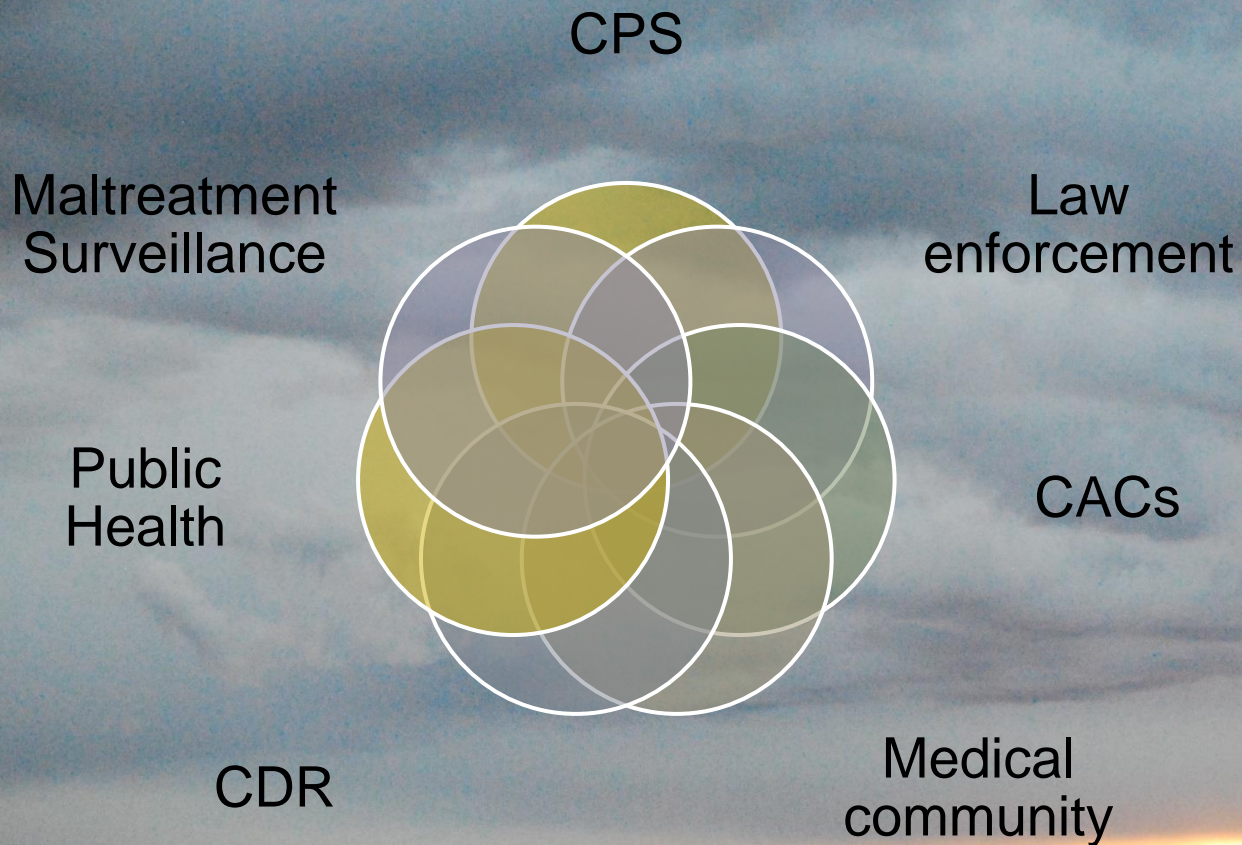 CPS
Maltreatment
Surveillance
Law
enforcement
Public
Health
CACs
CDR
Medical
community